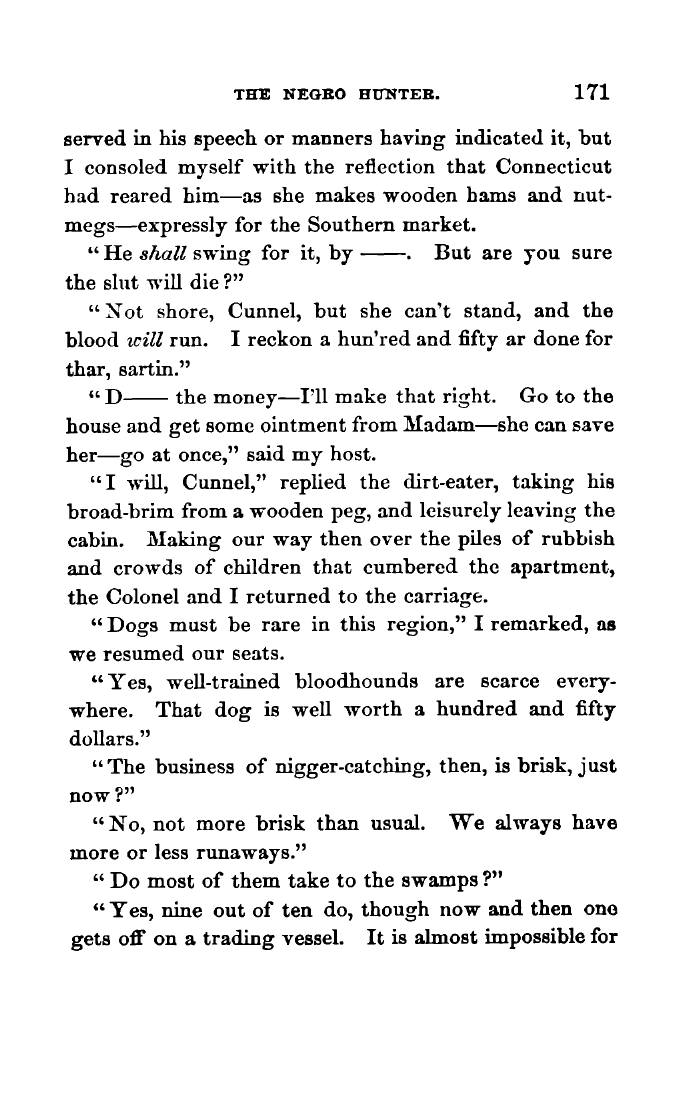 THE NEGRO HUNTER. 171
served in his speech or manners having indicated it, but
I consoled myself with the reflection that Connecticut
had reared him—as she makes wooden hams and nut-
megs—expressly for the Southern market.
"He shall swing for it, by ——. But are you sure
the slut will die?"
"Not shore, Cunnel, but she can't stand, and the
blood will run. I reckon a hun'red and fifty ar done for
thar, sartin."
"D—— the money—I'll make that right. Go to the
house and get some ointment from Madam—she can save
her—go at once," said my host.
"I will, Cunnel," replied the dirt-eater, taking his
broad-brim from a wooden peg, and leisurely leaving the
cabin. Making our way then over the piles of rubbish
and crowds of children that cumbered the apartment,
the Colonel and I returned to the carriage.
"Dogs must be rare in this region," I remarked, as
we resumed our seats.
"Yes, well-trained bloodhounds are scarce every-
where. That dog is well worth a hundred and fifty
dollars."
"The business of nigger-catching, then, is brisk, just
now?"
"No, not more brisk than usual. We always have
more or less runaways."
"Do most of them take to the swamps?"
"Yes, nine out of ten do, though now and then one
gets off on a trading vessel. It is almost impossible for